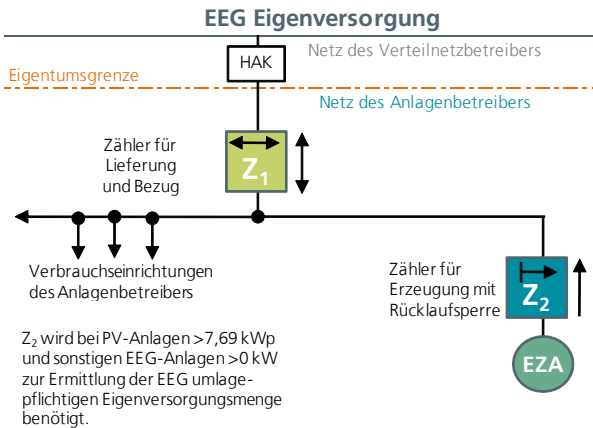 EEG Eigenversorgung
Netz des Verteilnetzbetreibers
HAK
Eigentumsgrenze
Netz des Anlagenbetreibers
Zähler für
Lieferung
und Bezug
Z₁
Verbrauchseinrichtungen
des Anlagenbetreibers
Zähler für
Erzeugung mit
Rücklaufsperre
Z₂
EZA
Z₂ wird bei PV-Anlagen >7,69 kWp
und sonstigen EEG-Anlagen >0 kW
zur Ermittlung der EEG umlage-
pflichtigen Eigenversorgungsmenge
benötigt.